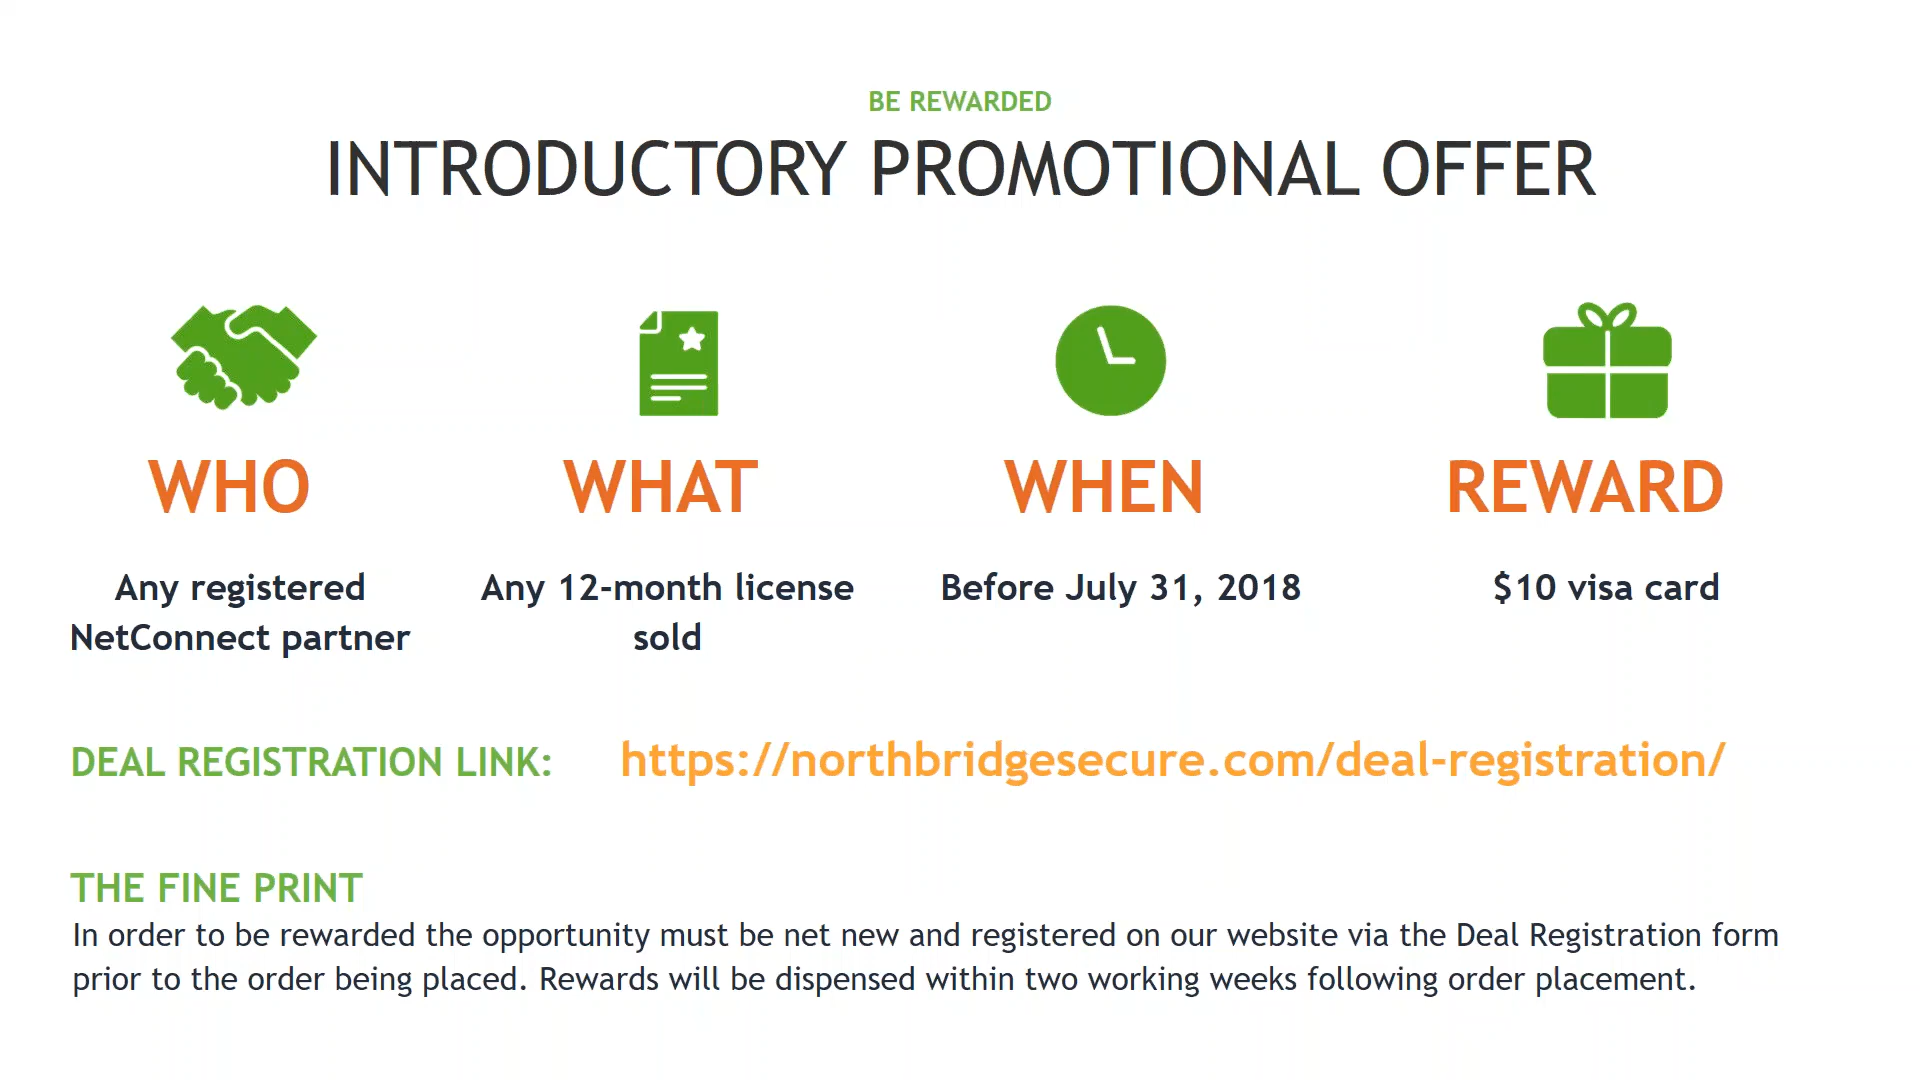 BE REWARDED
INTRODUCTORY PROMOTIONAL OFFER
WHO
Any registered
NetConnect partner
WHAT
Any 12-month license
sold
WHEN
Before July 31, 2018
REWARD
$10 visa card
DEAL REGISTRATION LINK: https://northbridgesecure.com/deal-registration/
THE FINE PRINT
In order to be rewarded the opportunity must be net new and registered on our website via the Deal Registration form
prior to the order being placed. Rewards will be dispensed within two working weeks following order placement.